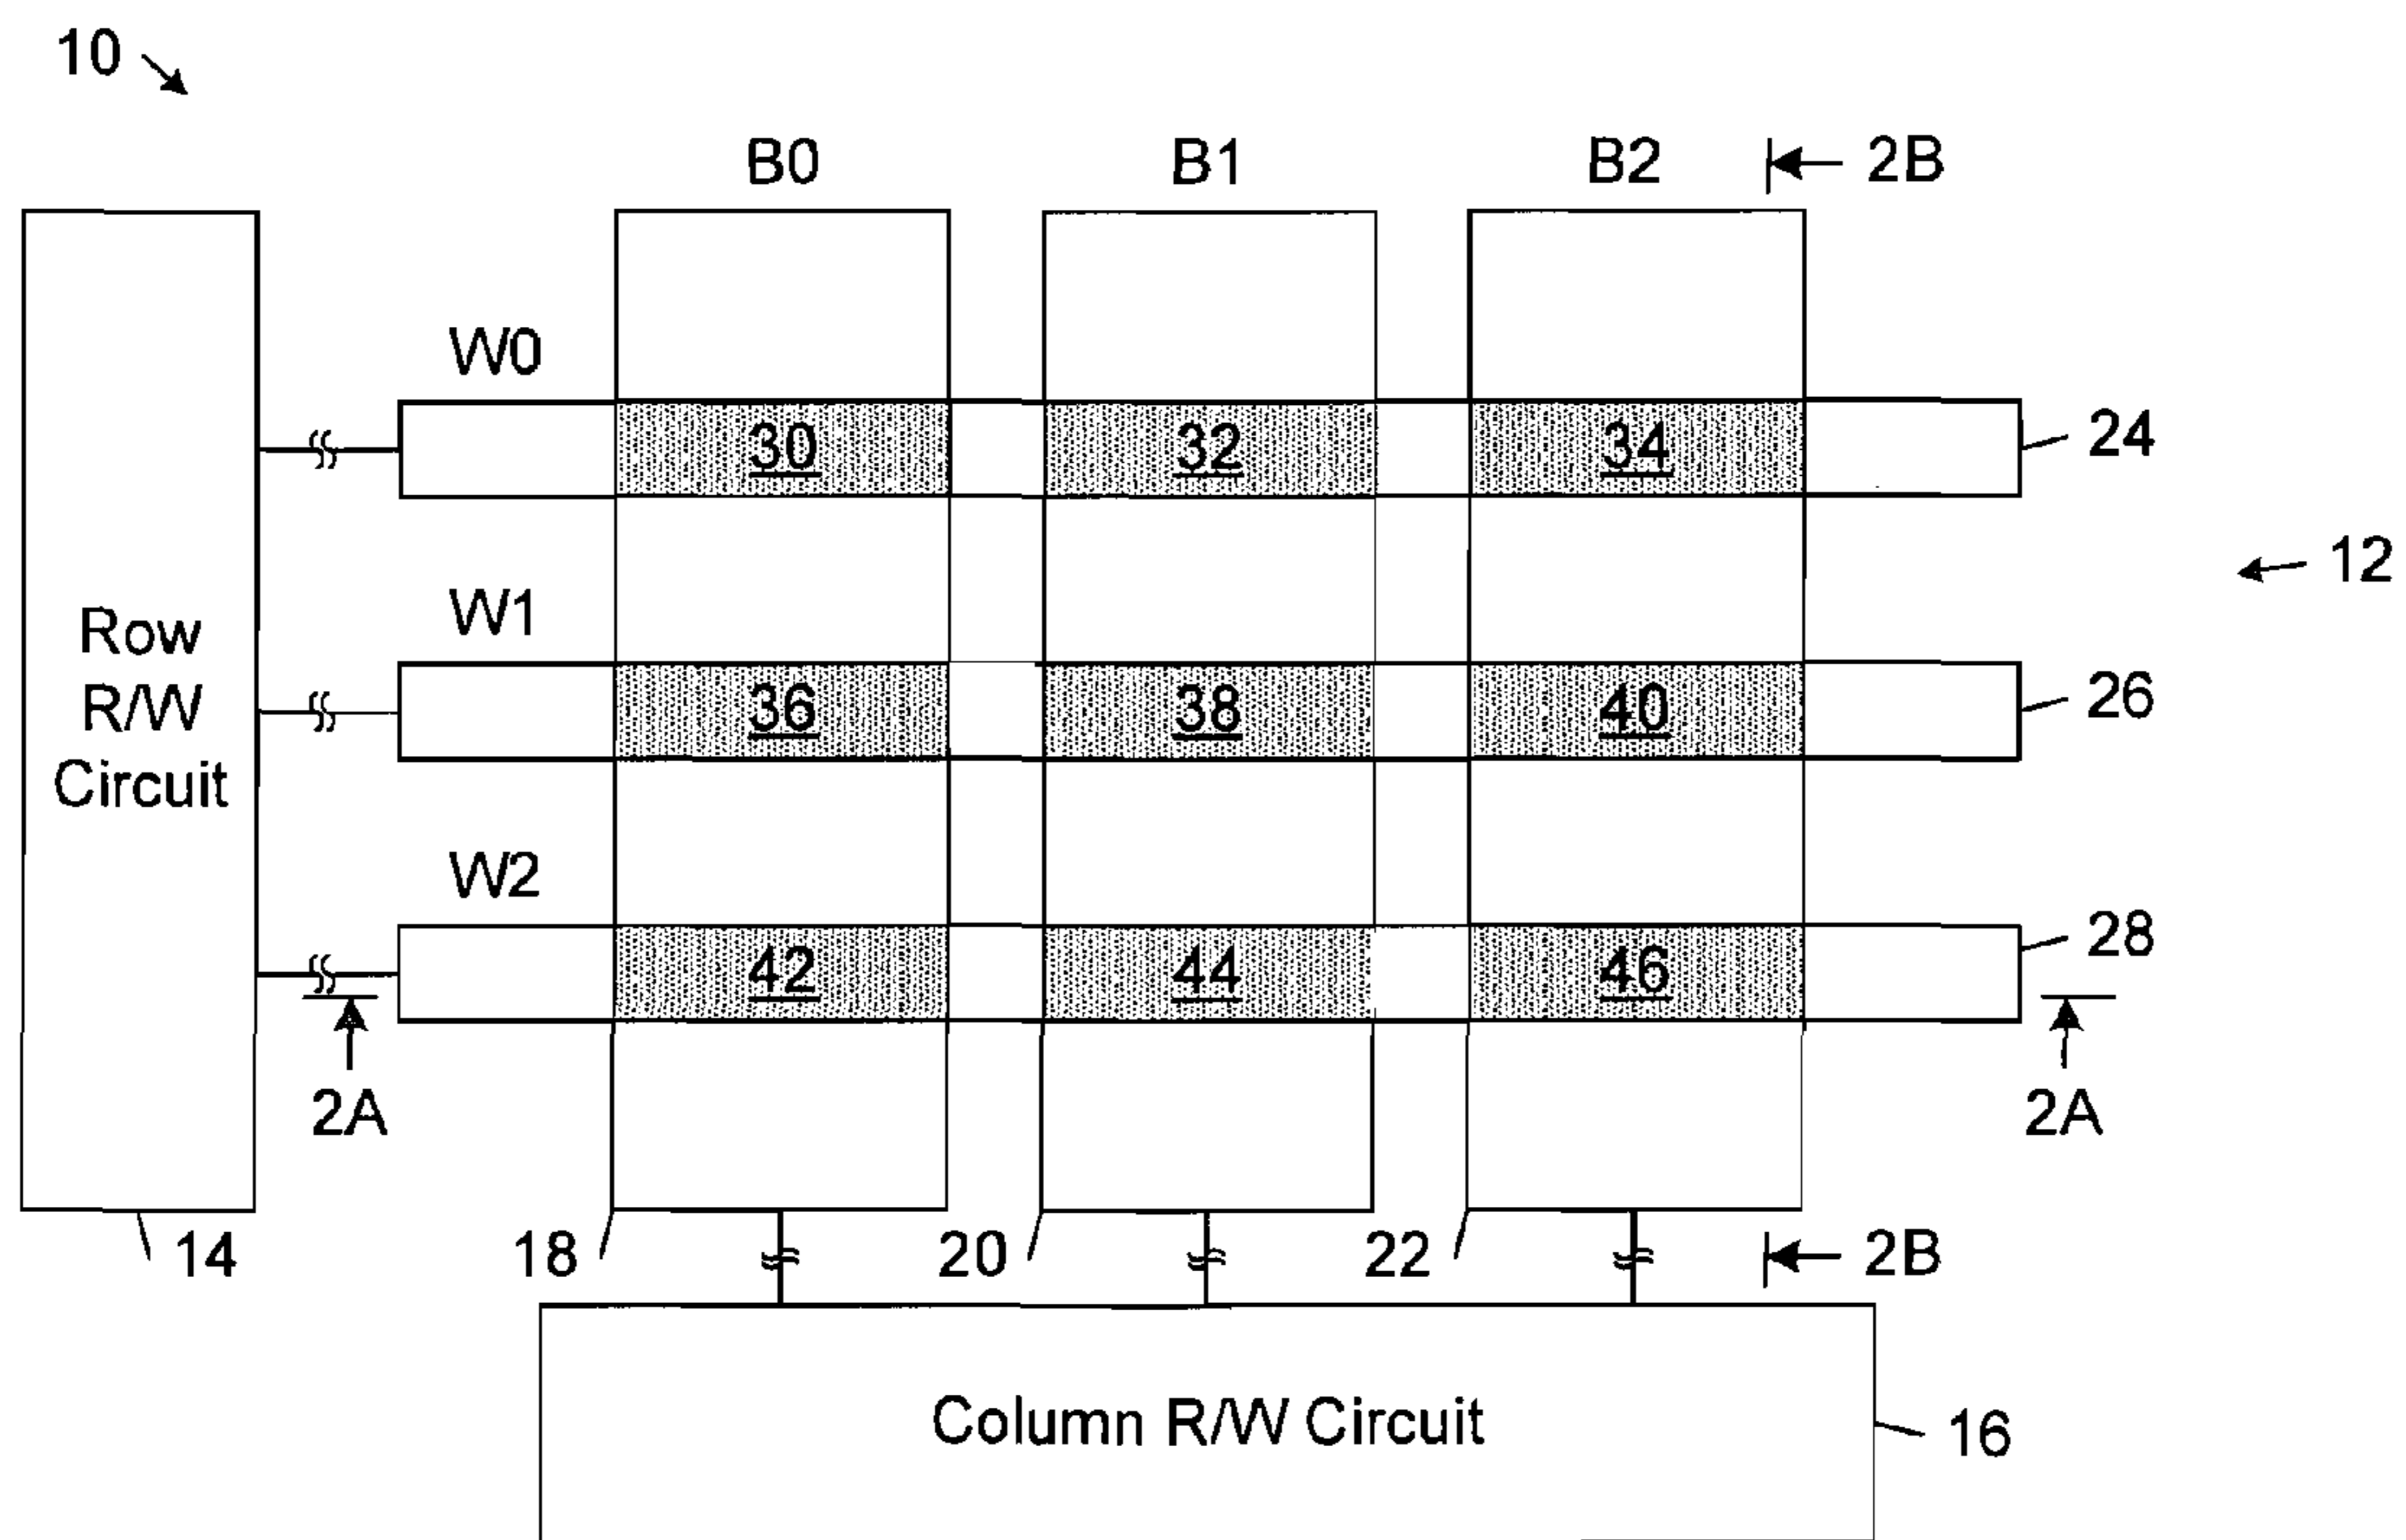 10
B0
B1
B2
2B
W0
30
32
34
24
12
W1
Row
R/W
Circuit
36
38
40
26
W2
42
44
46
28
2A
2A
14
18
20
22
2B
Column R/W Circuit
16